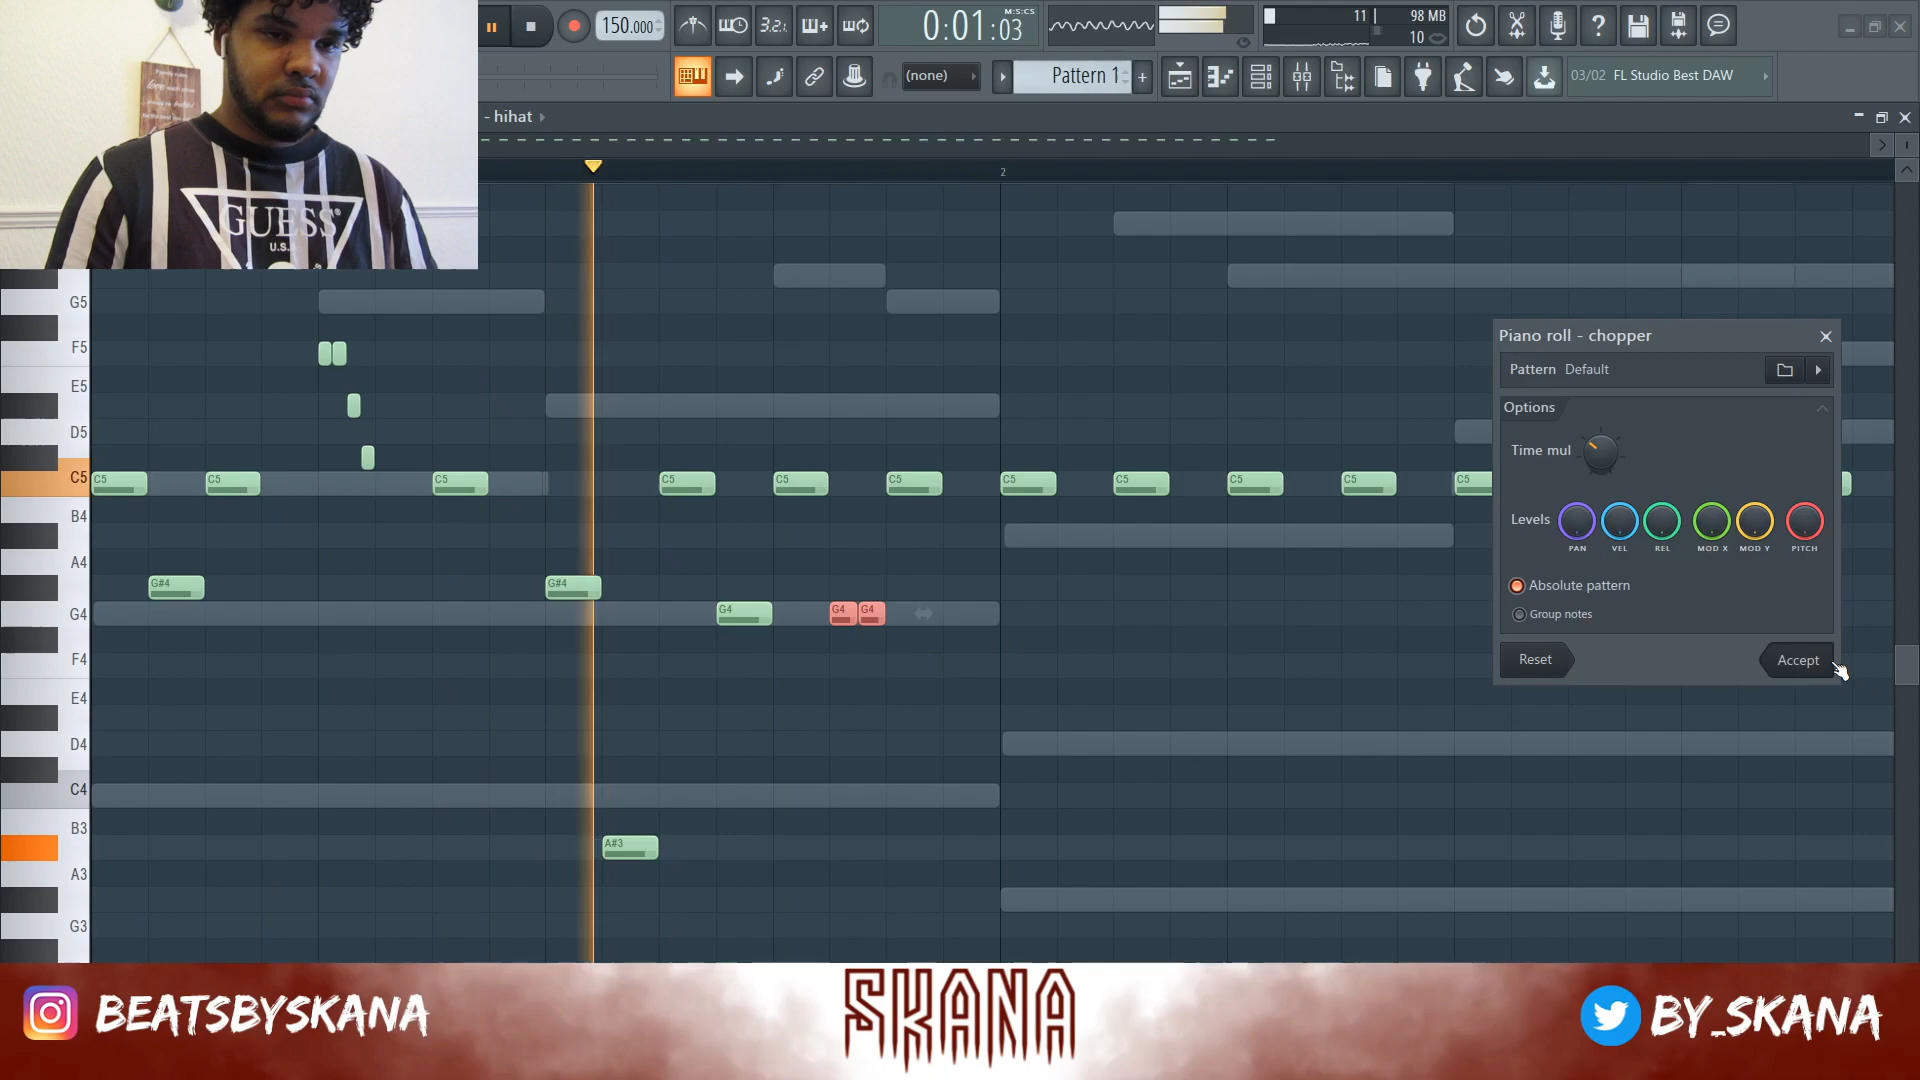 150.000
3.2.
0:01:03
M:S:CS
11
98 MB
10
(none)
Pattern 1
+
03/02 FL Studio Best DAW
- hihat
2
GUESS
U.S.A.
G5
F5
E5
D5
C5
B4
A4
G4
F4
E4
D4
C4
B3
A3
G3
C5
C5
C5
C5
C5
C5
C5
C5
C5
C5
C5
G#4
G#4
G4
G4
G4
A#3
Piano roll - chopper
Pattern Default
Options
Time mul
Levels
PAN VEL REL MOD X MOD Y PITCH
Absolute pattern
Group notes
Reset
Accept
BEATSBYSKANA
SKANA
BY_SKANA